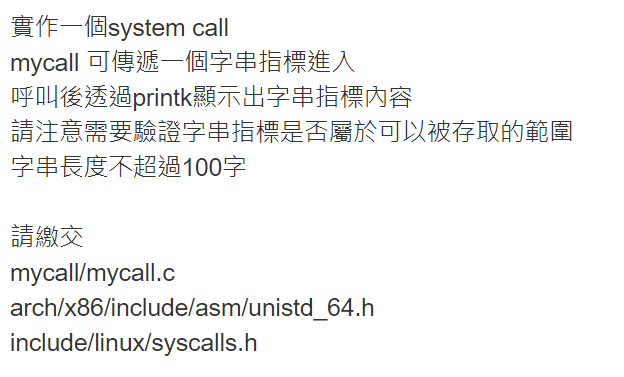 實作一個system call
mycall 可傳遞一個字串指標進入
呼叫後透過printk顯示出字串指標內容
請注意需要驗證字串指標是否屬於可以被存取的範圍
字串長度不超過100字
請繳交
mycall/mycall.c
arch/x86/include/asm/unistd_64.h
include/linux/syscalls.h